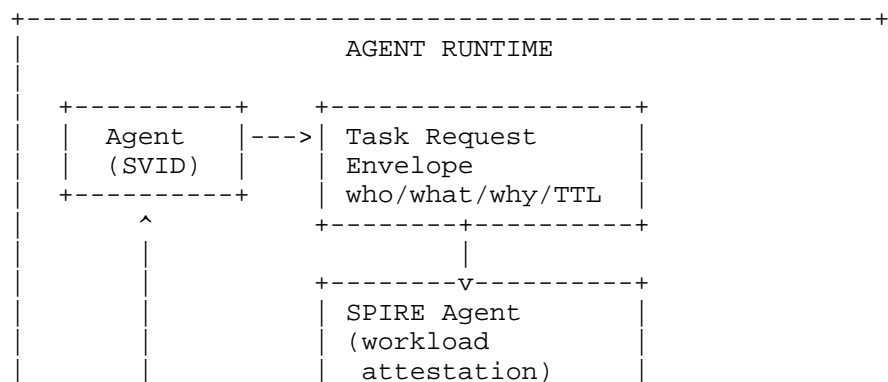 AGENT RUNTIME
Agent
(SVID)
Task Request
Envelope
who/what/why/TTL
SPIRE Agent
(workload
attestation)